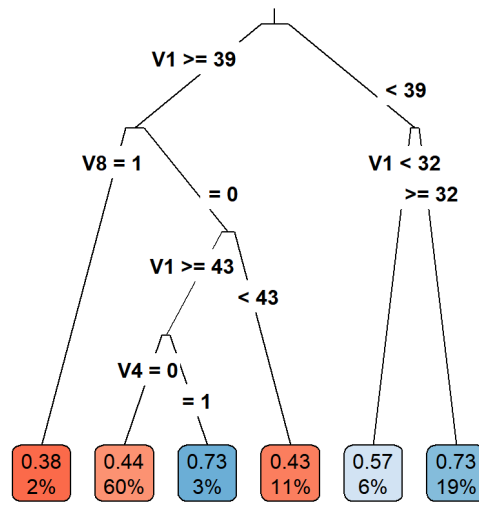 V1 >= 39
< 39
V8 = 1
V1 < 32
= 0
>= 32
V1 >= 43
< 43
V4 = 0
= 1
0.38 0.44 0.73 0.43 0.57 0.73
2% 60% 3% 11% 6% 19%